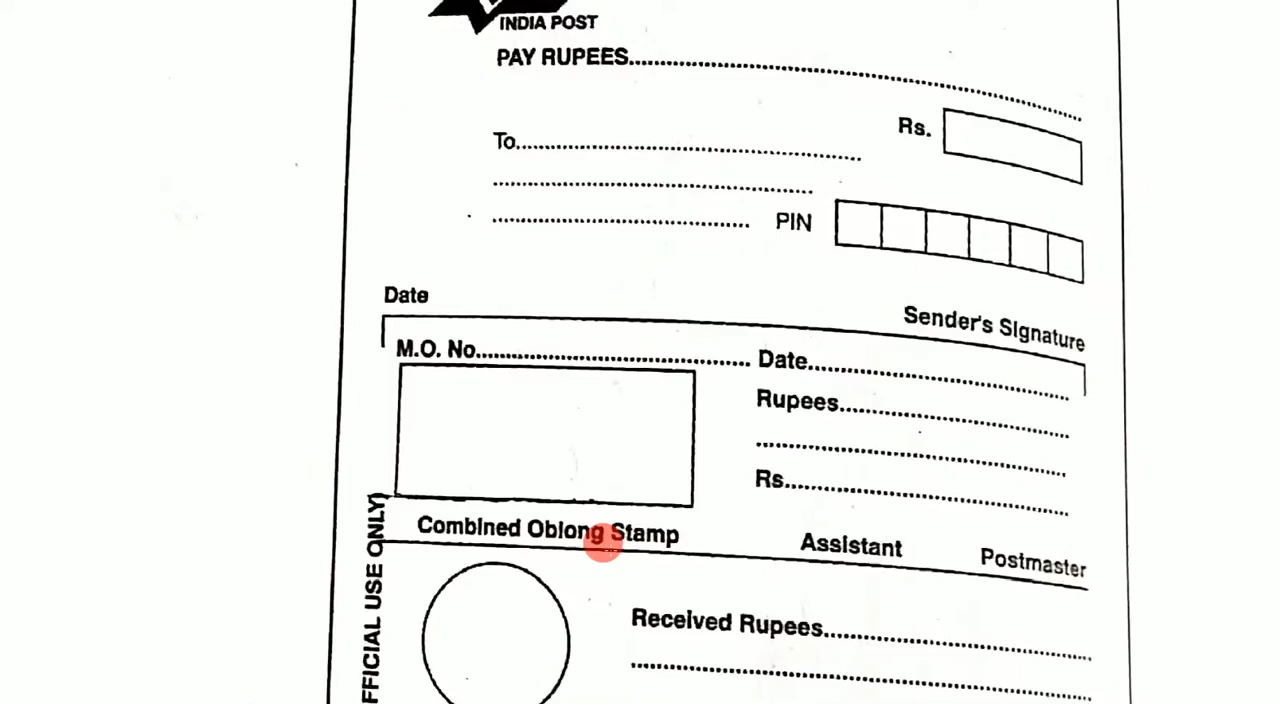 INDIA POST
PAY RUPEES
Rs.
To
PIN
Date
Sender's Signature
M.O. No. Date
Rupees
Rs.
Combined Oblong Stamp Assistant Postmaster
FFICIAL USE ONLY)
Received Rupees